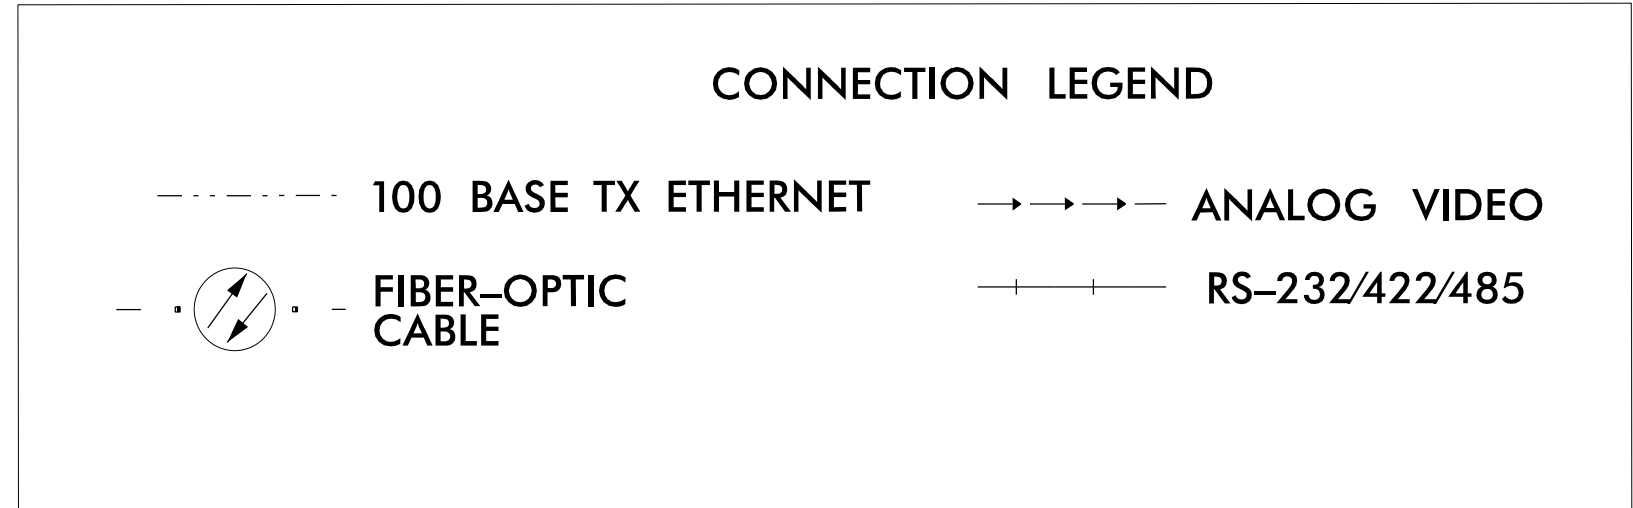 CONNECTION LEGEND
100 BASE TX ETHERNET
FIBER–OPTIC
CABLE
ANALOG VIDEO
RS–232/422/485